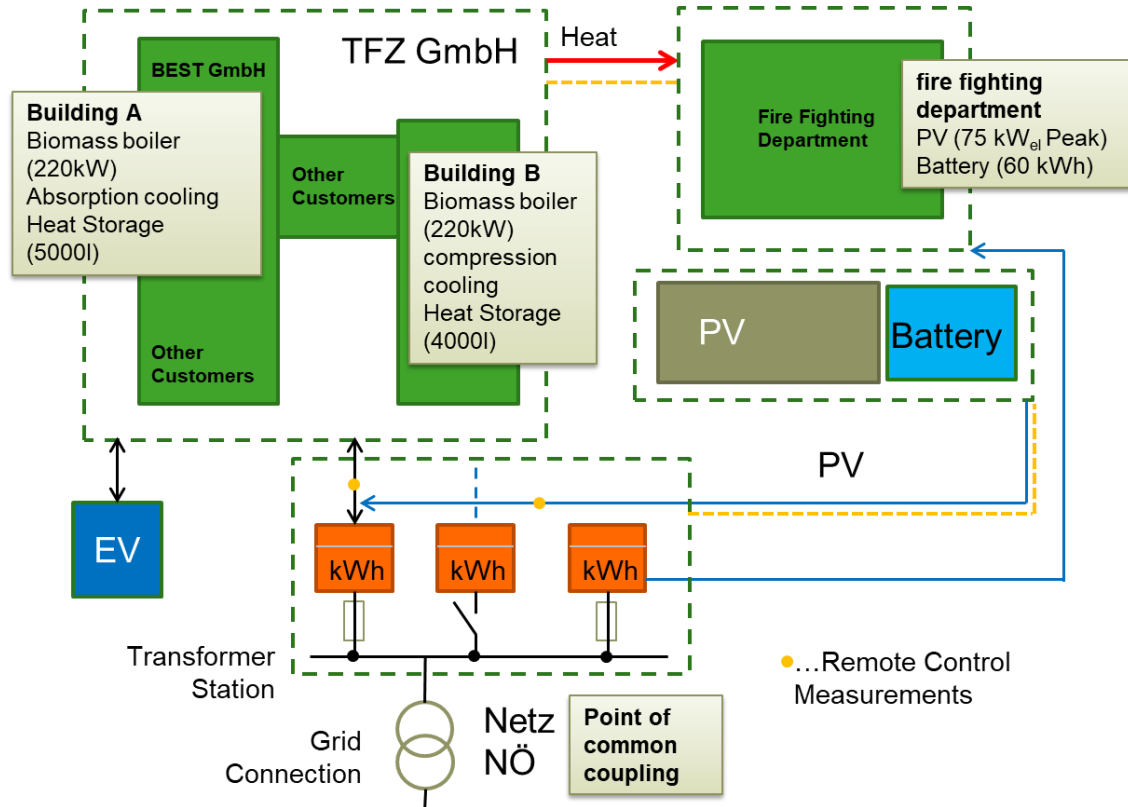 TFZ GmbH
Heat
BEST GmbH
Building A
Biomass boiler
(220kW)
Absorption cooling
Heat Storage
(5000l)
Other
Customers
Other
Customers
Building B
Biomass boiler
(220kW)
compression
cooling
Heat Storage
(4000l)
Fire Fighting
Department
fire fighting
department
PV (75 kWel Peak)
Battery (60 kWh)
PV
Battery
PV
EV
kWh
kWh
kWh
Transformer
Station
Grid
Connection
Netz
NÖ
Point of
common
coupling
●...Remote Control
Measurements